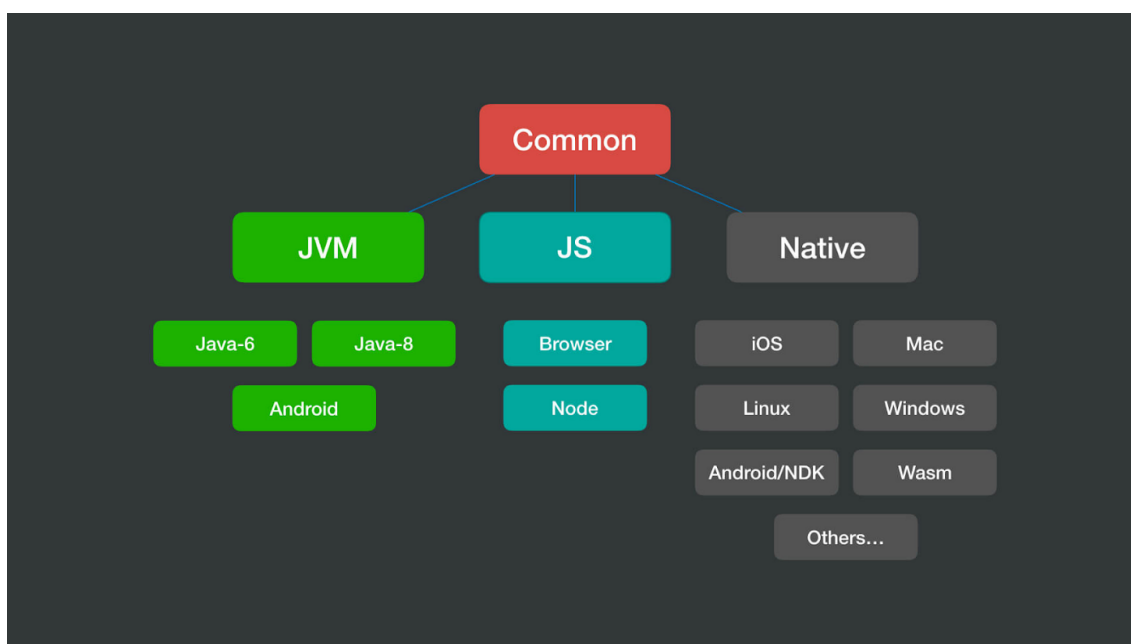 Common
JVM
JS
Native
Java-6
Java-8
Browser
iOS
Mac
Android
Node
Linux
Windows
Android/NDK
Wasm
Others…